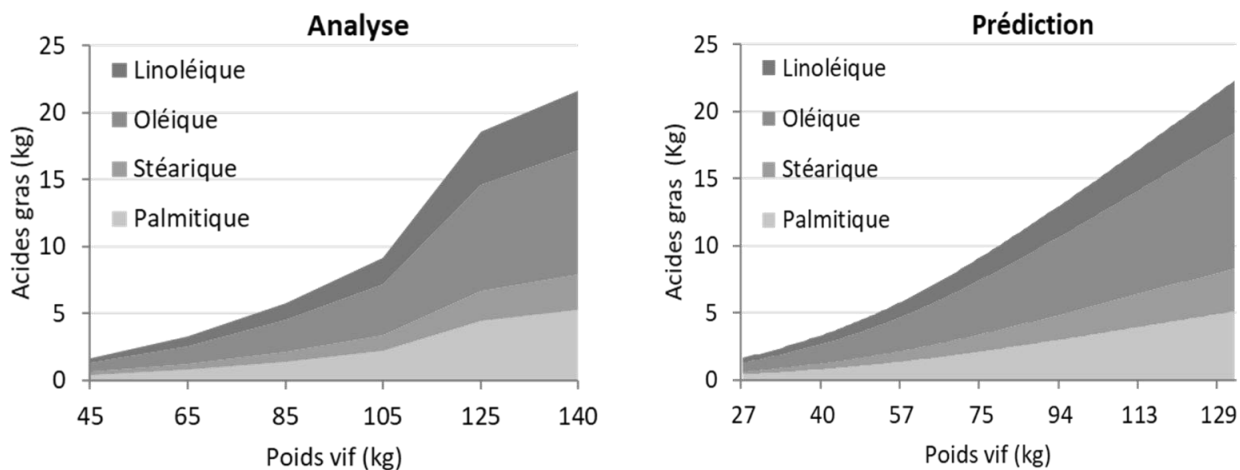 Analyse
25
20
15
10
5
0
Acides gras (kg)
Linoléique
Oléique
Stéarique
Palmitique
45 65 85 105 125 140
Poids vif (kg)
Prédiction
25
20
15
10
5
0
Acides gras (Kg)
Linoléique
Oléique
Stéarique
Palmitique
27 40 57 75 94 113 129
Poids vif (kg)